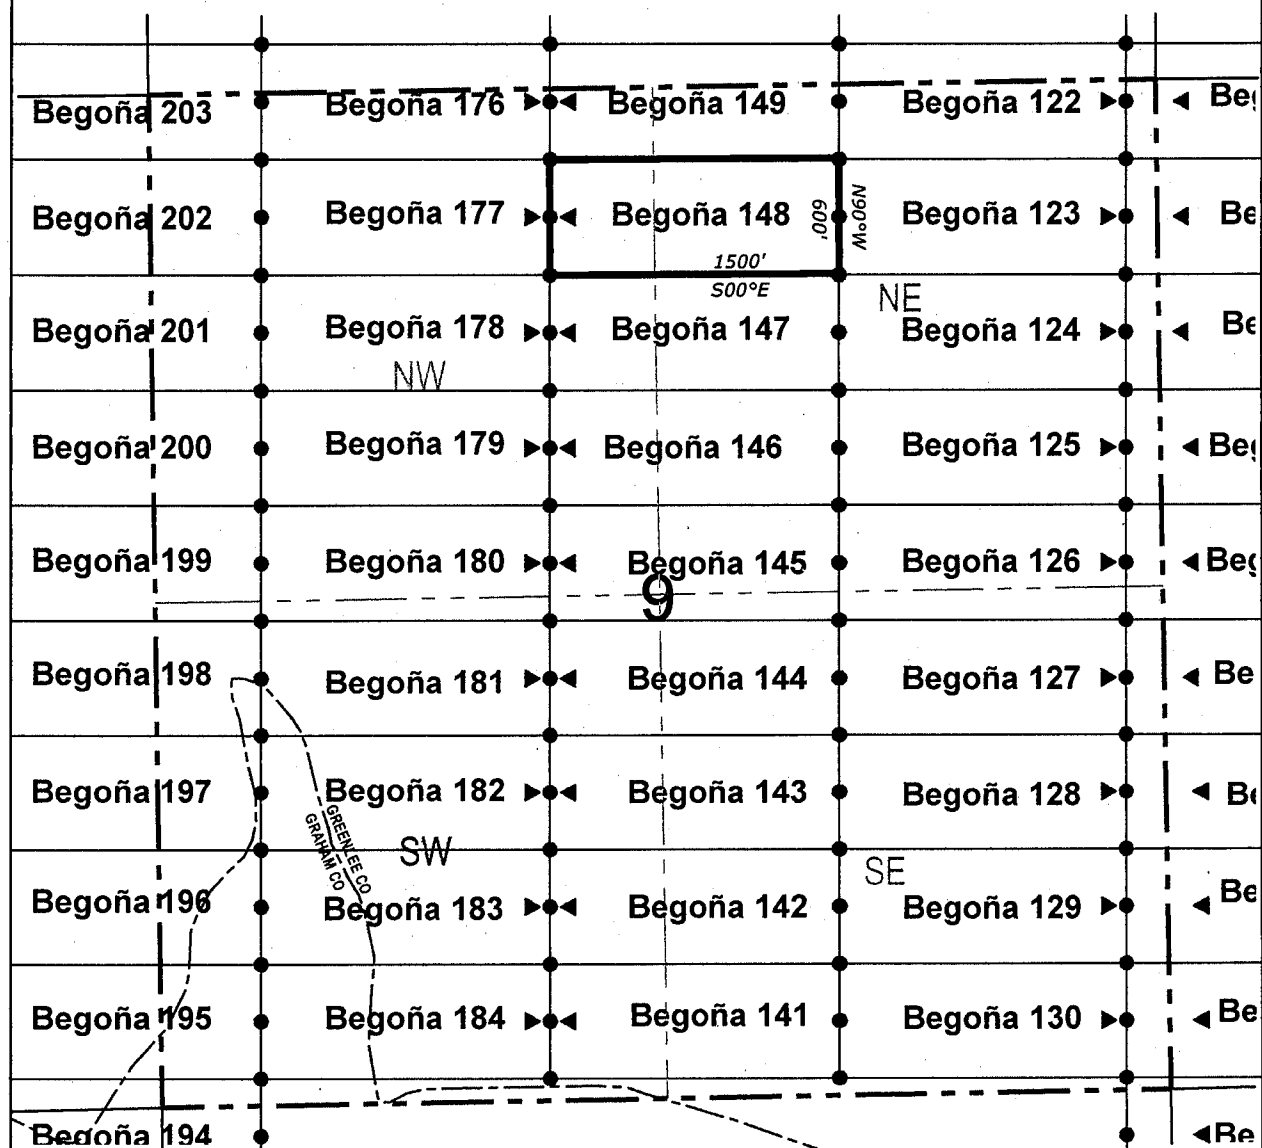 Begoña 203
Begoña 176
Begoña 149
Begoña 122
Begoña 202
Begoña 177
Begoña 148
600'
N90°W
Begoña 123
1500'
S00°E
NE
Begoña 201
Begoña 178
Begoña 147
Begoña 124
NW
Begoña 200
Begoña 179
Begoña 146
Begoña 125
Begoña 199
Begoña 180
Begoña 145
Begoña 126
9
Begoña 198
Begoña 181
Begoña 144
Begoña 127
Begoña 197
Begoña 182
Begoña 143
Begoña 128
GREENLEE CO
GRAHAM CO
SW
SE
Begoña 196
Begoña 183
Begoña 142
Begoña 129
Begoña 195
Begoña 184
Begoña 141
Begoña 130
Begoña 194